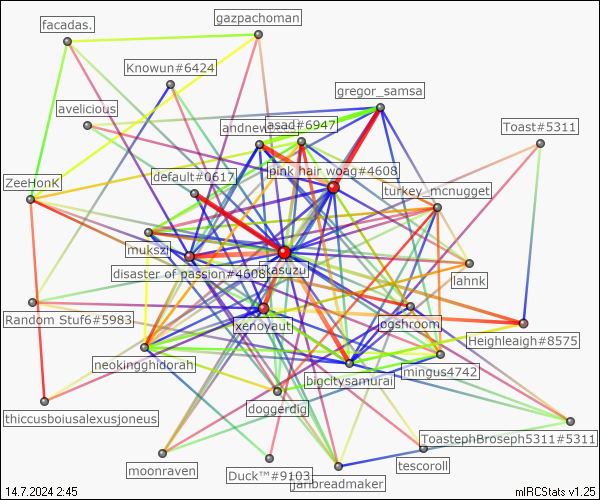 gazpachoman
facadas.
Knowun#6424
gregor_samsa
avelicious
asad#6947
Toast#5311
pink hair woag#4608
default#0617
ZeeHonK
turkey_mcnugget
mukszi
disaster of passion#4608
kasuzu
lahnk
Random Stuf6#5983
xenoyaut
ogshroom
Heighleaigh#8575
neokingghidorah
bigcitysamurai
mingus4742
doggerdig
thiccusboiusalexusjoneus
ToastephBroseph5311#5311
moonraven
Duck™#9103
tescoroll
janbreadmaker
14.7.2024 2:45
mIRCStats v1.25